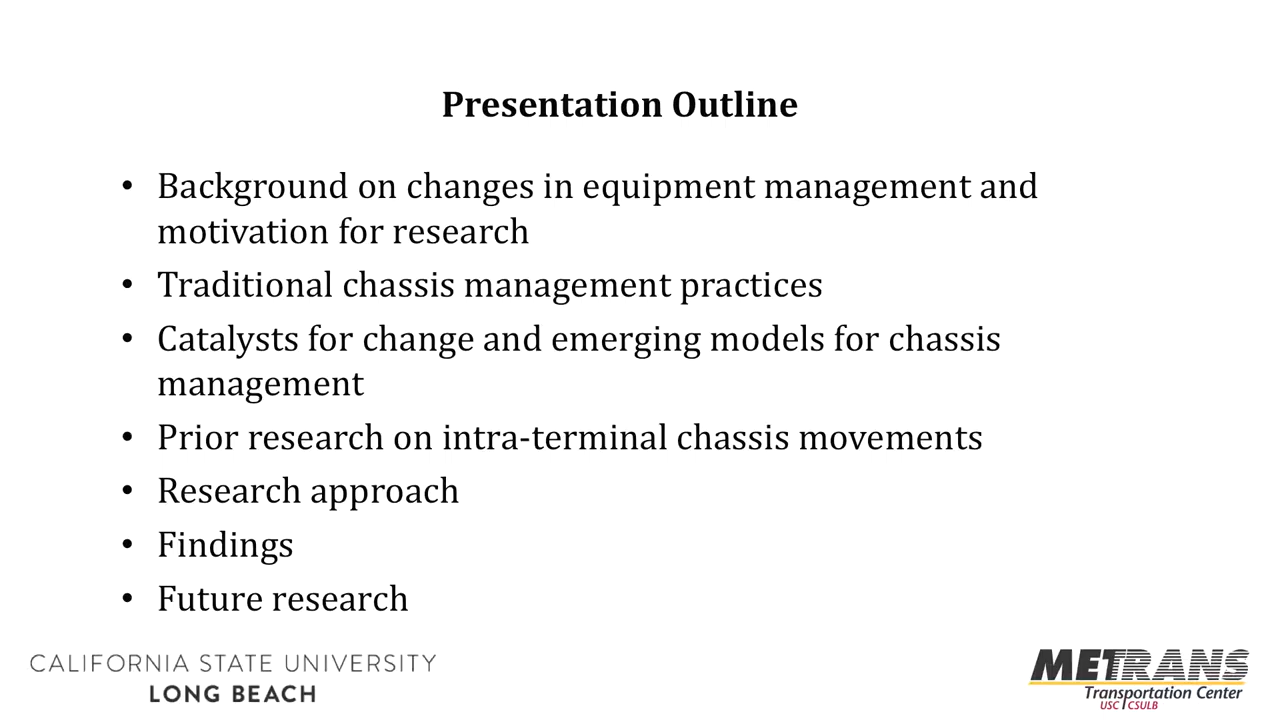 Presentation Outline
• Background on changes in equipment management and
motivation for research
• Traditional chassis management practices
• Catalysts for change and emerging models for chassis
management
• Prior research on intra-terminal chassis movements
• Research approach
• Findings
• Future research
CALIFORNIA STATE UNIVERSITY
LONG BEACH
METRANS
Transportation Center
USC CSULB